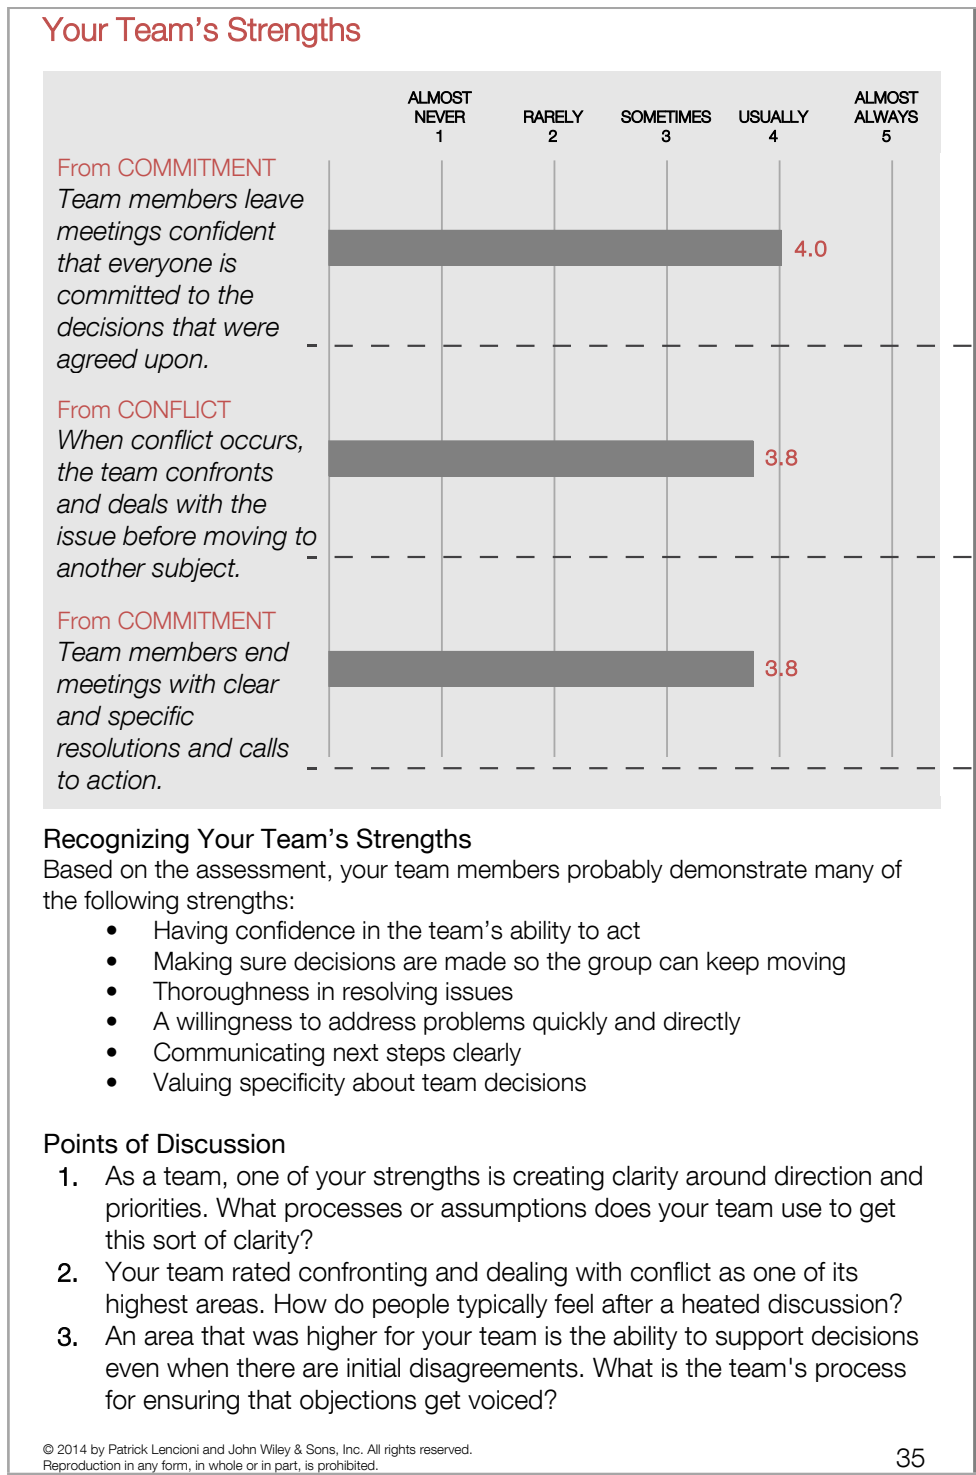 Your Team's Strengths
ALMOST NEVER 1
RARELY 2
SOMETIMES 3
USUALLY 4
ALMOST ALWAYS 5
From COMMITMENT
Team members leave
meetings confident
that everyone is
committed to the
decisions that were
agreed upon.
4.0
From CONFLICT
When conflict occurs,
the team confronts
and deals with the
issue before moving to
another subject.
3.8
From COMMITMENT
Team members end
meetings with clear
and specific
resolutions and calls
to action.
3.8
Recognizing Your Team's Strengths
Based on the assessment, your team members probably demonstrate many of
the following strengths:
• Having confidence in the team's ability to act
• Making sure decisions are made so the group can keep moving
• Thoroughness in resolving issues
• A willingness to address problems quickly and directly
• Communicating next steps clearly
• Valuing specificity about team decisions
Points of Discussion
1. As a team, one of your strengths is creating clarity around direction and
priorities. What processes or assumptions does your team use to get
this sort of clarity?
2. Your team rated confronting and dealing with conflict as one of its
highest areas. How do people typically feel after a heated discussion?
3. An area that was higher for your team is the ability to support decisions
even when there are initial disagreements. What is the team's process
for ensuring that objections get voiced?
© 2014 by Patrick Lencioni and John Wiley & Sons, Inc. All rights reserved.
Reproduction in any form, in whole or in part, is prohibited.
35